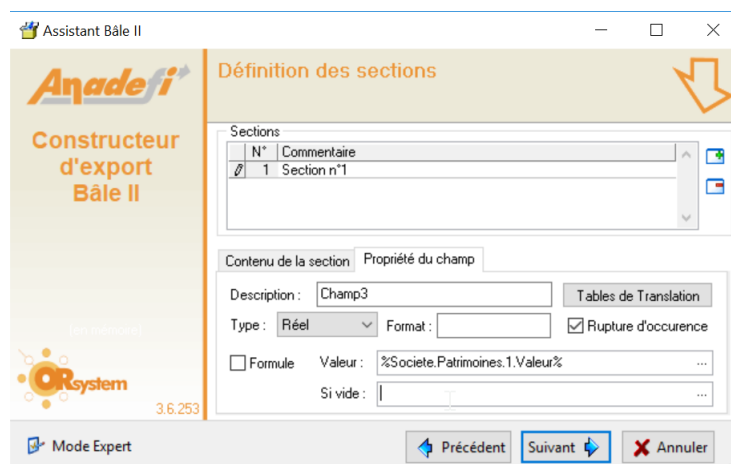 Assistant Bâle II
Anadefi
Définition des sections
Constructeur
d'export
Bâle II
Sections
N° Commentaire
1 Section n°1
Contenu de la section Propriété du champ
Description : Champ3 Tables de Translation
Type : Réel Format : Rupture d'occurence
Formule Valeur : %Societe.Patrimoines.1.Valeur% ...
Si vide : ...
ORsystem
3.6.253
Mode Expert Précédent Suivant Annuler